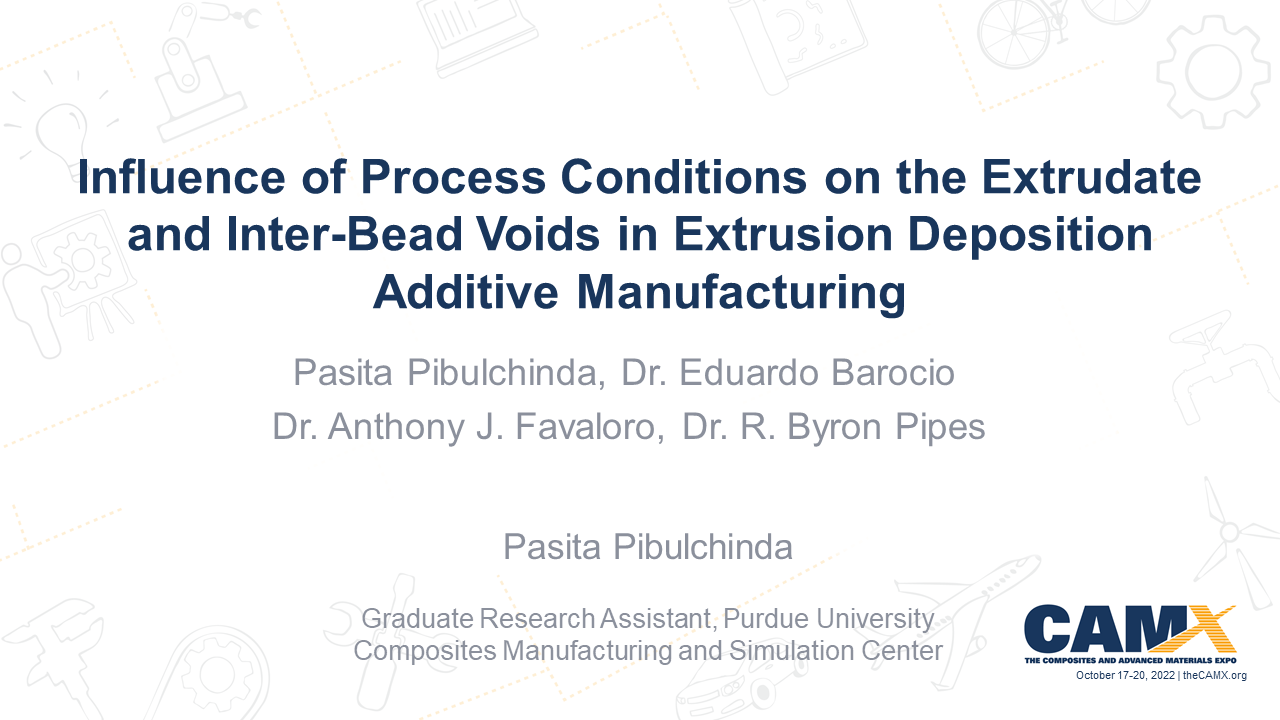 Influence of Process Conditions on the Extrudate
and Inter-Bead Voids in Extrusion Deposition
Additive Manufacturing
Pasita Pibulchinda, Dr. Eduardo Barocio
Dr. Anthony J. Favaloro, Dr. R. Byron Pipes
Pasita Pibulchinda
Graduate Research Assistant, Purdue University
Composites Manufacturing and Simulation Center
CAMX
THE COMPOSITES AND ADVANCED MATERIALS EXPO
October 17-20, 2022 | theCAMX.org